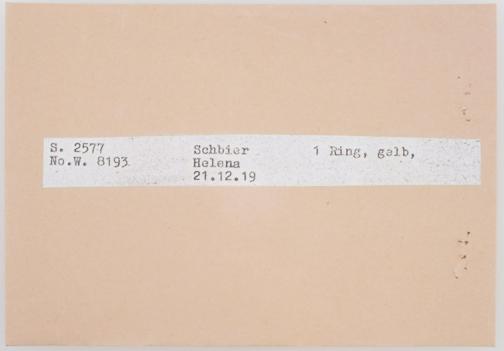 S. 2577 Schbier 1 Ring, gelb,
No.W. 8193 Helena
21.12.19